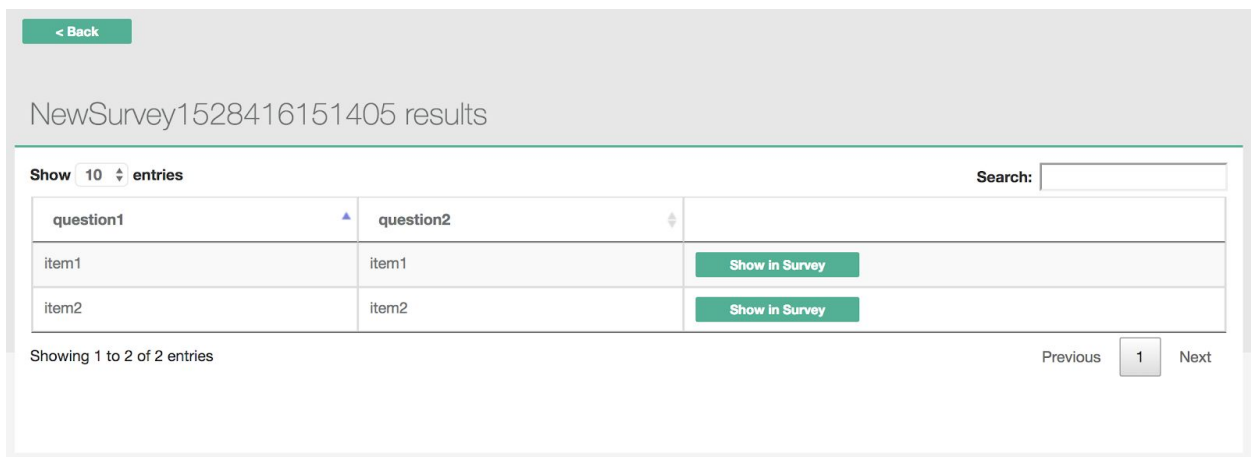 < Back
NewSurvey1528416151405 results
Show 10 entries
Search:
question1 question2
item1 item1 Show in Survey
item2 item2 Show in Survey
Showing 1 to 2 of 2 entries
Previous 1 Next